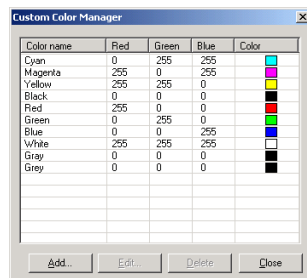 Custom Color Manager
Color name Red Green Blue Color
Cyan 0 255 255
Magenta 255 0 255
Yellow 255 255 0
Black 0 0 0
Red 255 0 0
Green 0 255 0
Blue 0 0 255
White 255 255 255
Gray 0 0 0
Grey 0 0 0
Add... Edit... Delete Close